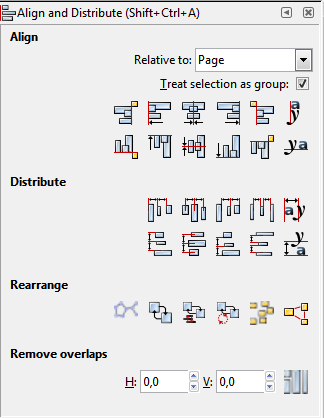 Align and Distribute (Shift+Ctrl+A)
Align
Relative to: Page
Treat selection as group:
Distribute
Rearrange
Remove overlaps
H: 0,0 V: 0,0